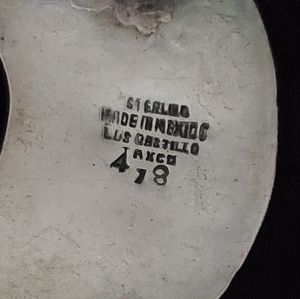 STERLING
MADE IN MEXICO
LOS CASTILLO
TAXCO
478